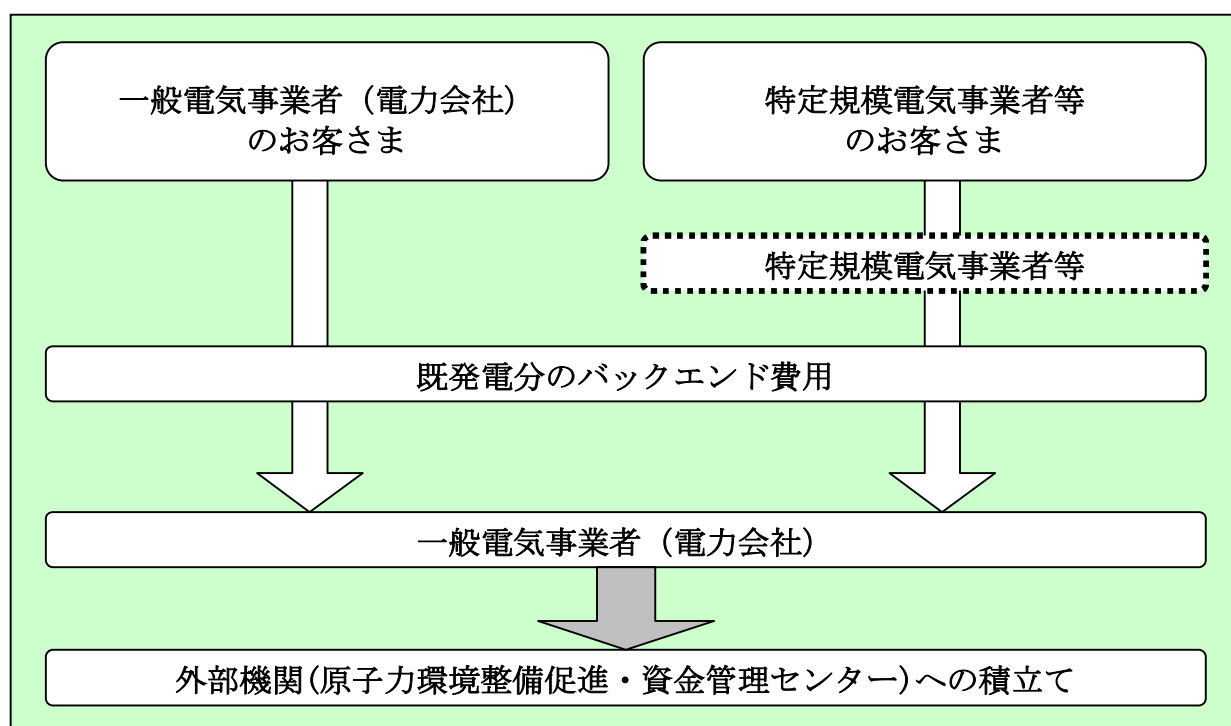 一般電気事業者（電力会社）
のお客さま
特定規模電気事業者等
のお客さま
特定規模電気事業者等
既発電分のバックエンド費用
一般電気事業者（電力会社）
外部機関(原子力環境整備促進・資金管理センター)への積立て